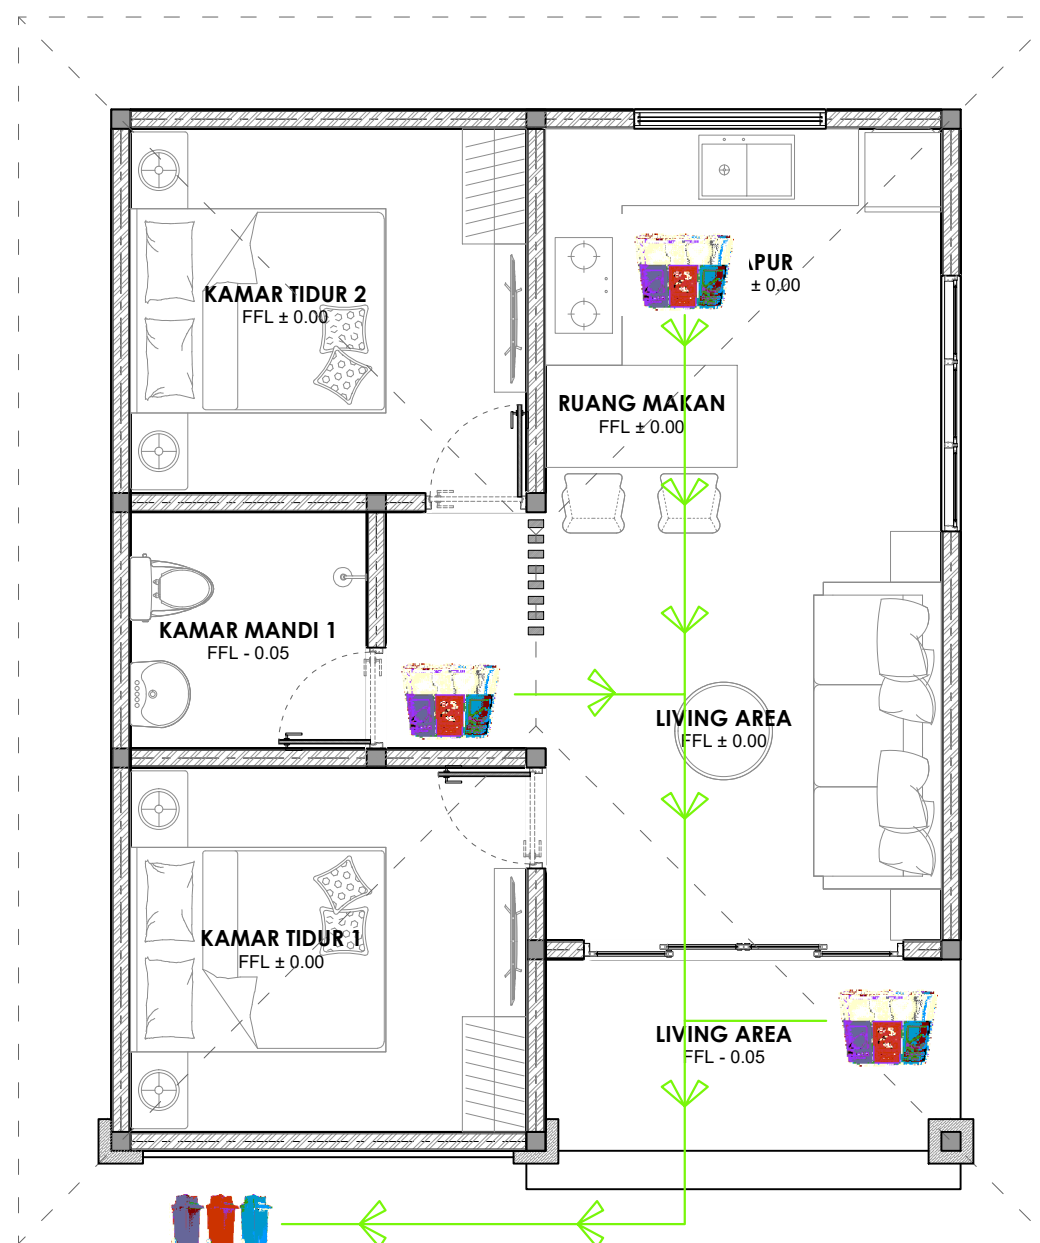 KAMAR TIDUR 2
FFL ± 0.00
APUR
± 0.00
RUANG MAKAN
FFL ± 0.00
KAMAR MANDI 1
FFL - 0.05
LIVING AREA
FFL ± 0.00
KAMAR TIDUR 1
FFL ± 0.00
LIVING AREA
FFL - 0.05